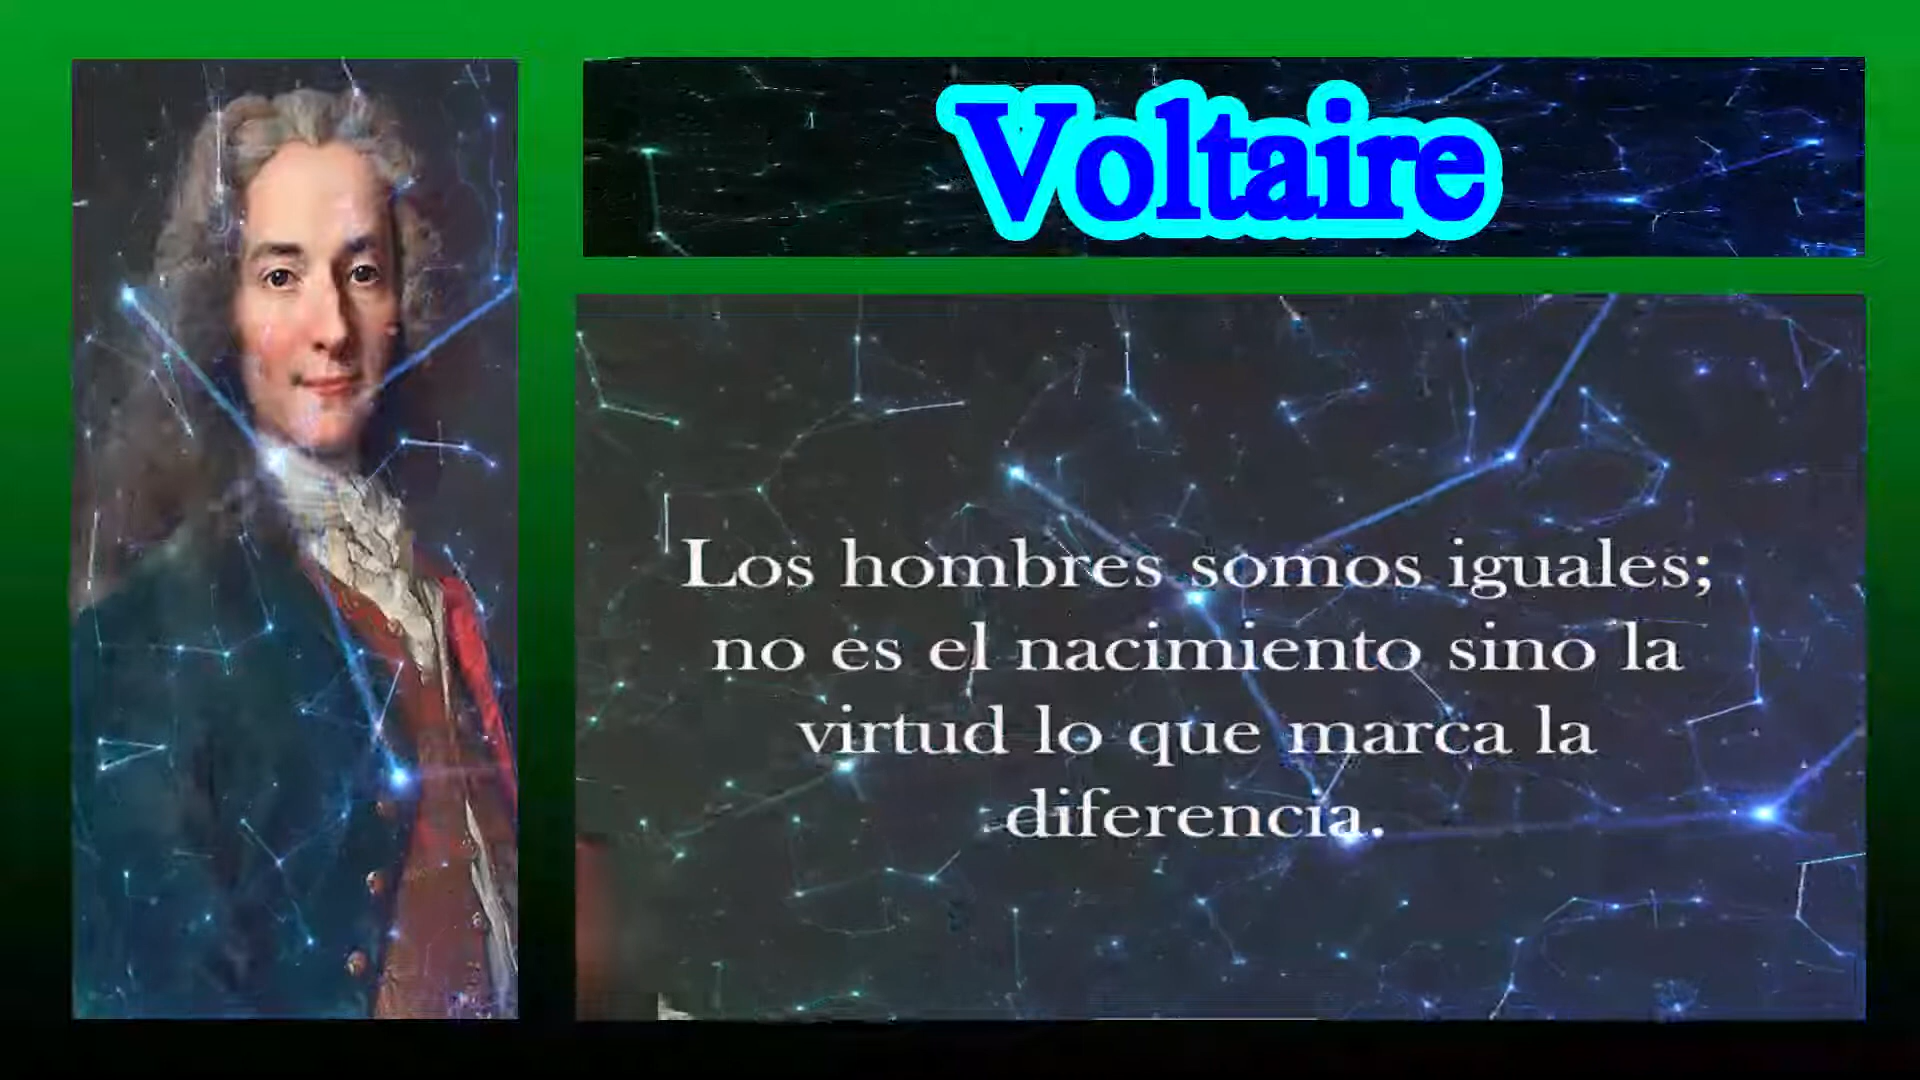 Voltaire
Los hombres somos iguales;
no es el nacimiento sino la
virtud lo que marca la
diferencia.